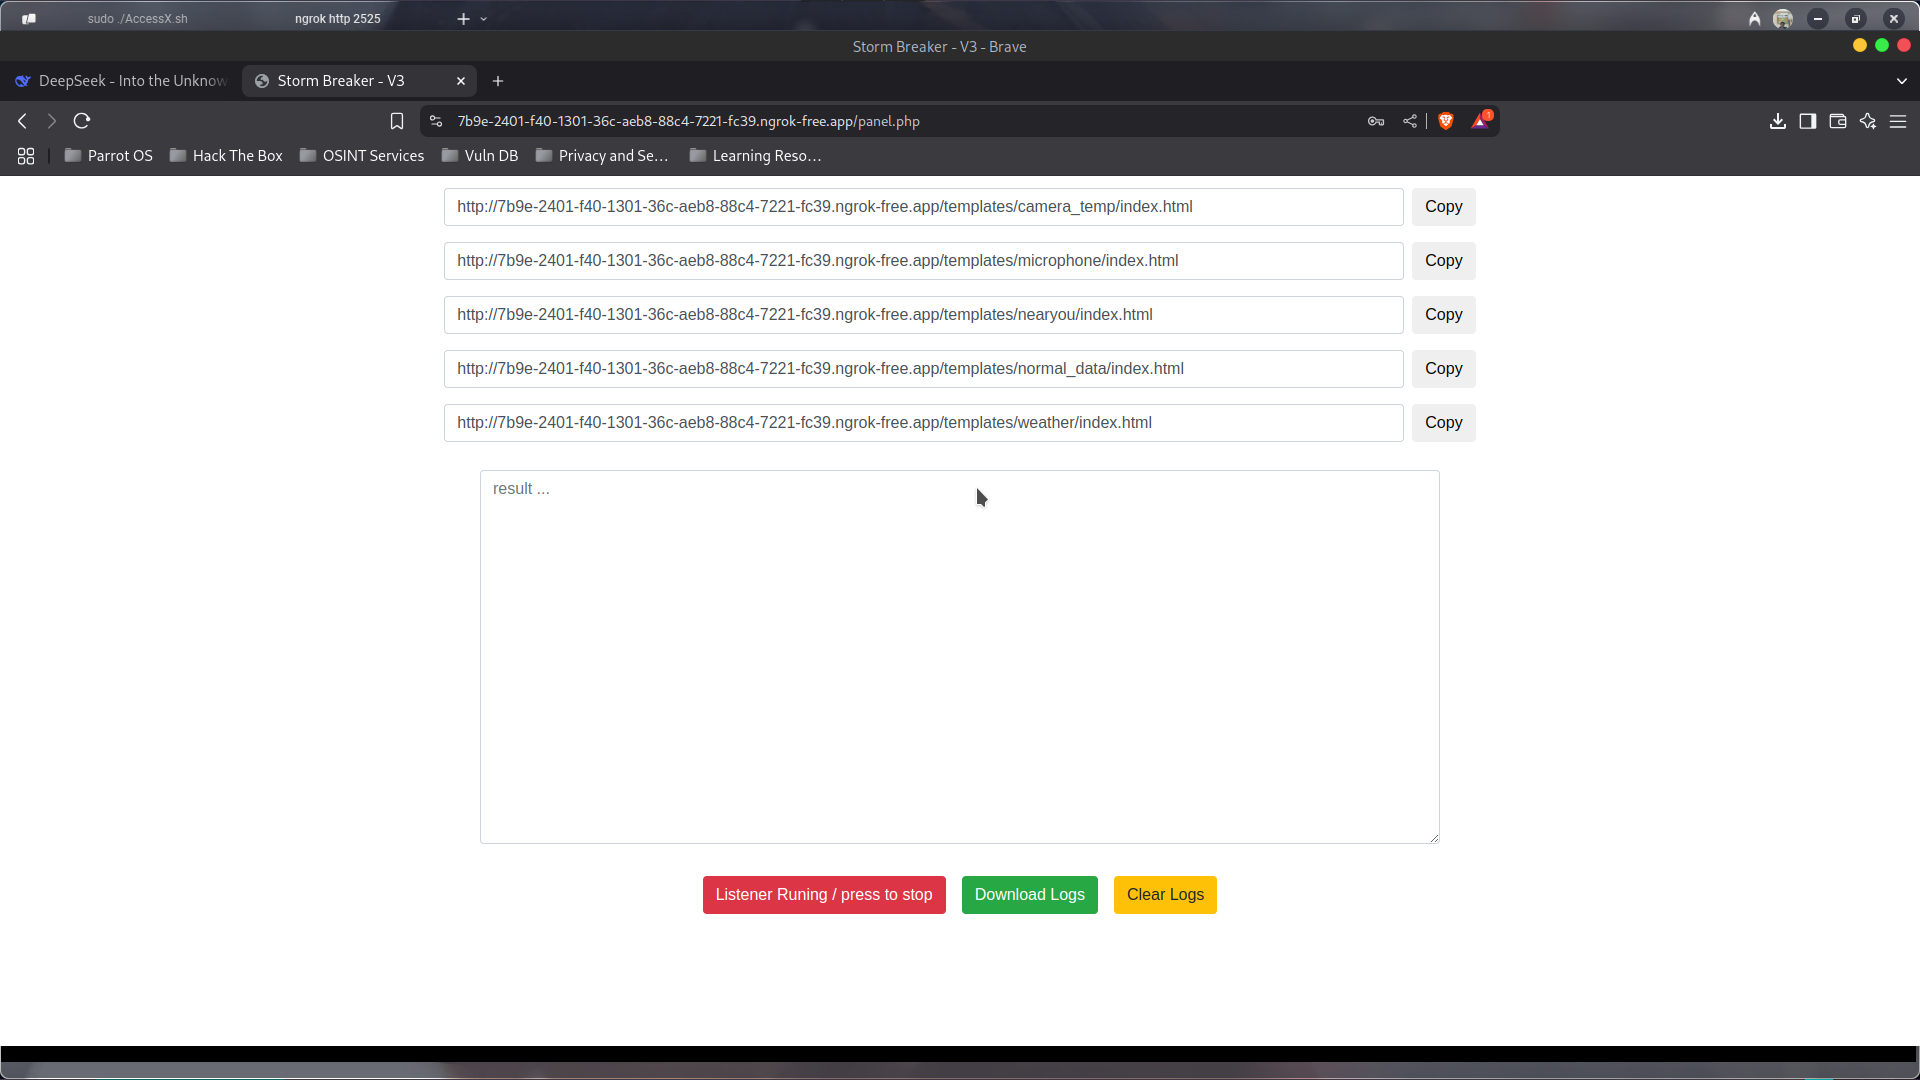 sudo ./AccessX.sh
ngrok http 2525
Storm Breaker - V3 - Brave
DeepSeek - Into the Unknow
Storm Breaker - V3
7b9e-2401-f40-1301-36c-aeb8-88c4-7221-fc39.ngrok-free.app/panel.php
1
Parrot OS
Hack The Box
OSINT Services
Vuln DB
Privacy and Se...
Learning Reso...
http://7b9e-2401-f40-1301-36c-aeb8-88c4-7221-fc39.ngrok-free.app/templates/camera_temp/index.html Copy
http://7b9e-2401-f40-1301-36c-aeb8-88c4-7221-fc39.ngrok-free.app/templates/microphone/index.html Copy
http://7b9e-2401-f40-1301-36c-aeb8-88c4-7221-fc39.ngrok-free.app/templates/nearyou/index.html Copy
http://7b9e-2401-f40-1301-36c-aeb8-88c4-7221-fc39.ngrok-free.app/templates/normal_data/index.html Copy
http://7b9e-2401-f40-1301-36c-aeb8-88c4-7221-fc39.ngrok-free.app/templates/weather/index.html Copy
result ...
Listener Runing / press to stop
Download Logs
Clear Logs